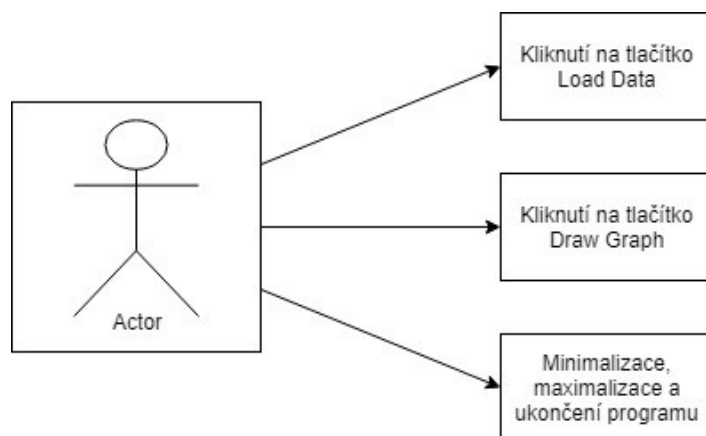 Kliknutí na tlačítko
Load Data
Kliknutí na tlačítko
Draw Graph
Actor
Minimalizace,
maximalizace a
ukončení programu